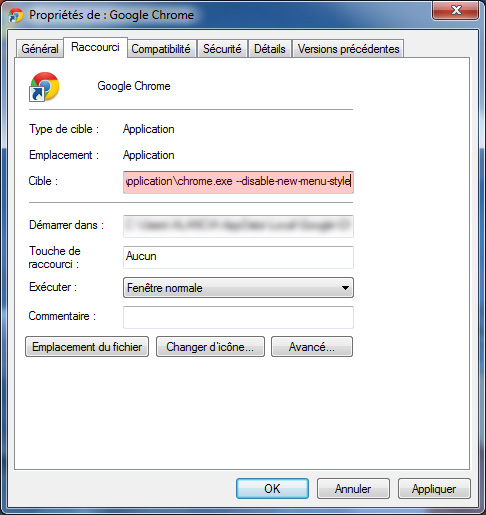 Propriétés de : Google Chrome
Général Raccourci Compatibilité Sécurité Détails Versions précédentes
Google Chrome
Type de cible : Application
Emplacement : Application
Cible : pplication\chrome.exe --disable-new-menu-style
Démarrer dans :
Touche de
raccourci : Aucun
Exécuter : Fenêtre normale
Commentaire :
Emplacement du fichier Changer d'icône... Avancé...
OK Annuler Appliquer